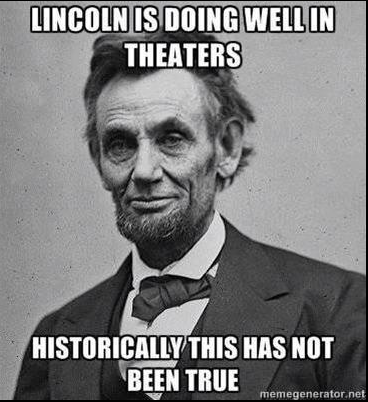 LINCOLN IS DOING WELL IN
THEATERS
HISTORICALLY THIS HAS NOT
BEEN TRUE
memegenerator.net